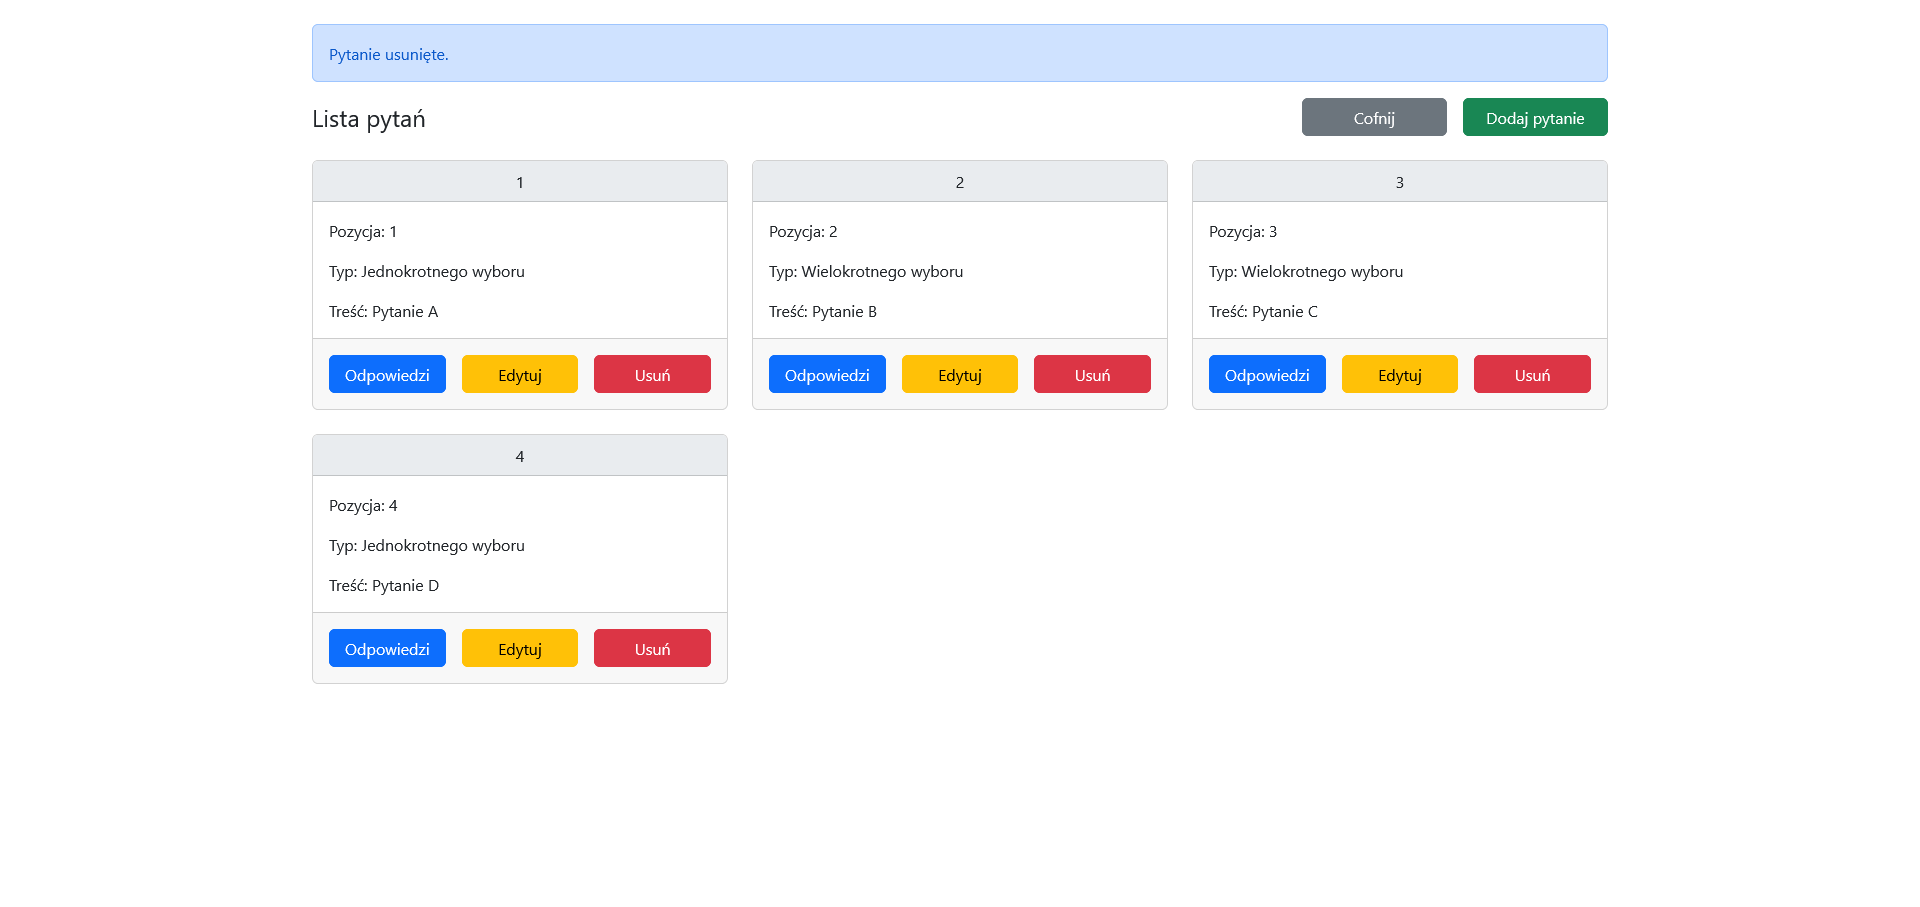 Pytanie usunięte.
Lista pytań
Cofnij
Dodaj pytanie
1
Pozycja: 1
Typ: Jednokrotnego wyboru
Treść: Pytanie A
Odpowiedzi
Edytuj
Usuń
2
Pozycja: 2
Typ: Wielokrotnego wyboru
Treść: Pytanie B
Odpowiedzi
Edytuj
Usuń
3
Pozycja: 3
Typ: Wielokrotnego wyboru
Treść: Pytanie C
Odpowiedzi
Edytuj
Usuń
4
Pozycja: 4
Typ: Jednokrotnego wyboru
Treść: Pytanie D
Odpowiedzi
Edytuj
Usuń